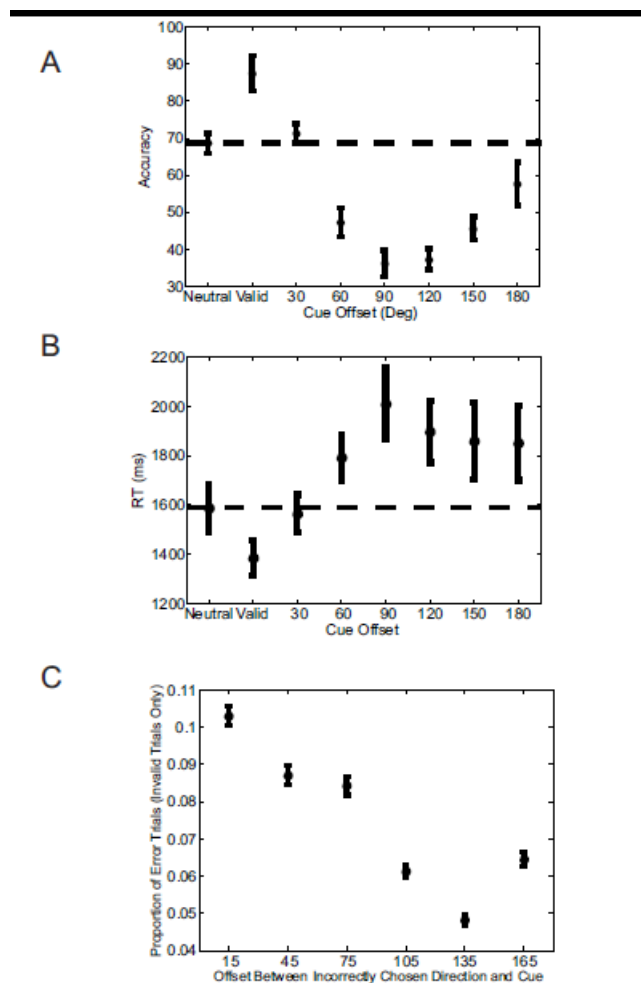 A
100
90
80
70
60
50
40
30
Accuracy
Neutral Valid 30 60 90 120 150 180
Cue Offset (Deg)
B
2200
2000
1800
1600
1400
1200
RT (ms)
Neutral Valid 30 60 90 120 150 180
Cue Offset
C
0.11
0.1
0.09
0.08
0.07
0.06
0.05
0.04
Proportion of Error Trials (Invalid Trials Only)
15 45 75 105 135 165
Offset Between Incorrectly Chosen Direction and Cue